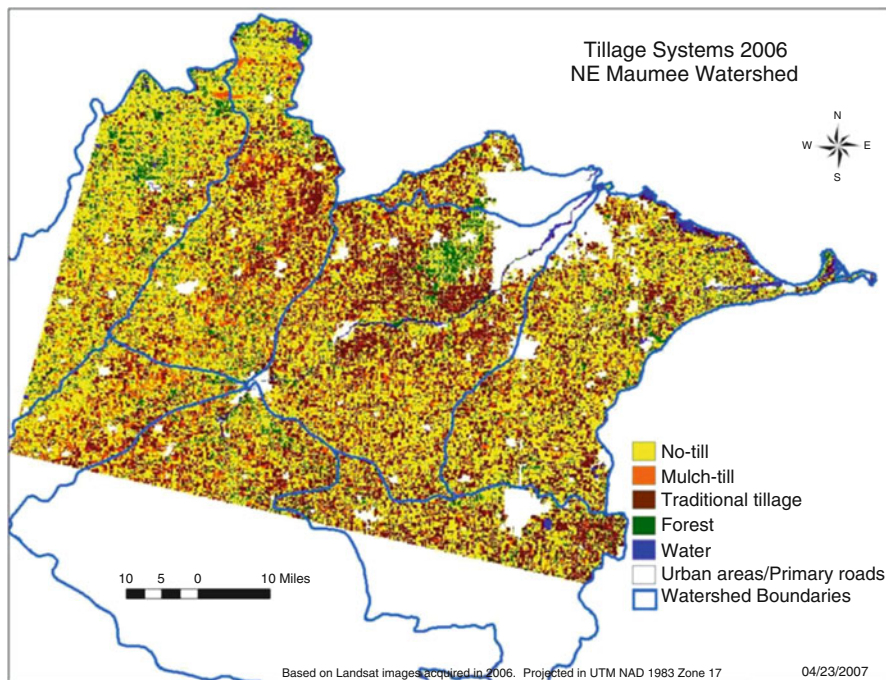 Tillage Systems 2006
NE Maumee Watershed
N
W E
S
No-till
Mulch-till
Traditional tillage
Forest
Water
Urban areas/Primary roads
Watershed Boundaries
10 5 0 10 Miles
Based on Landsat images acquired in 2006. Projected in UTM NAD 1983 Zone 17 04/23/2007